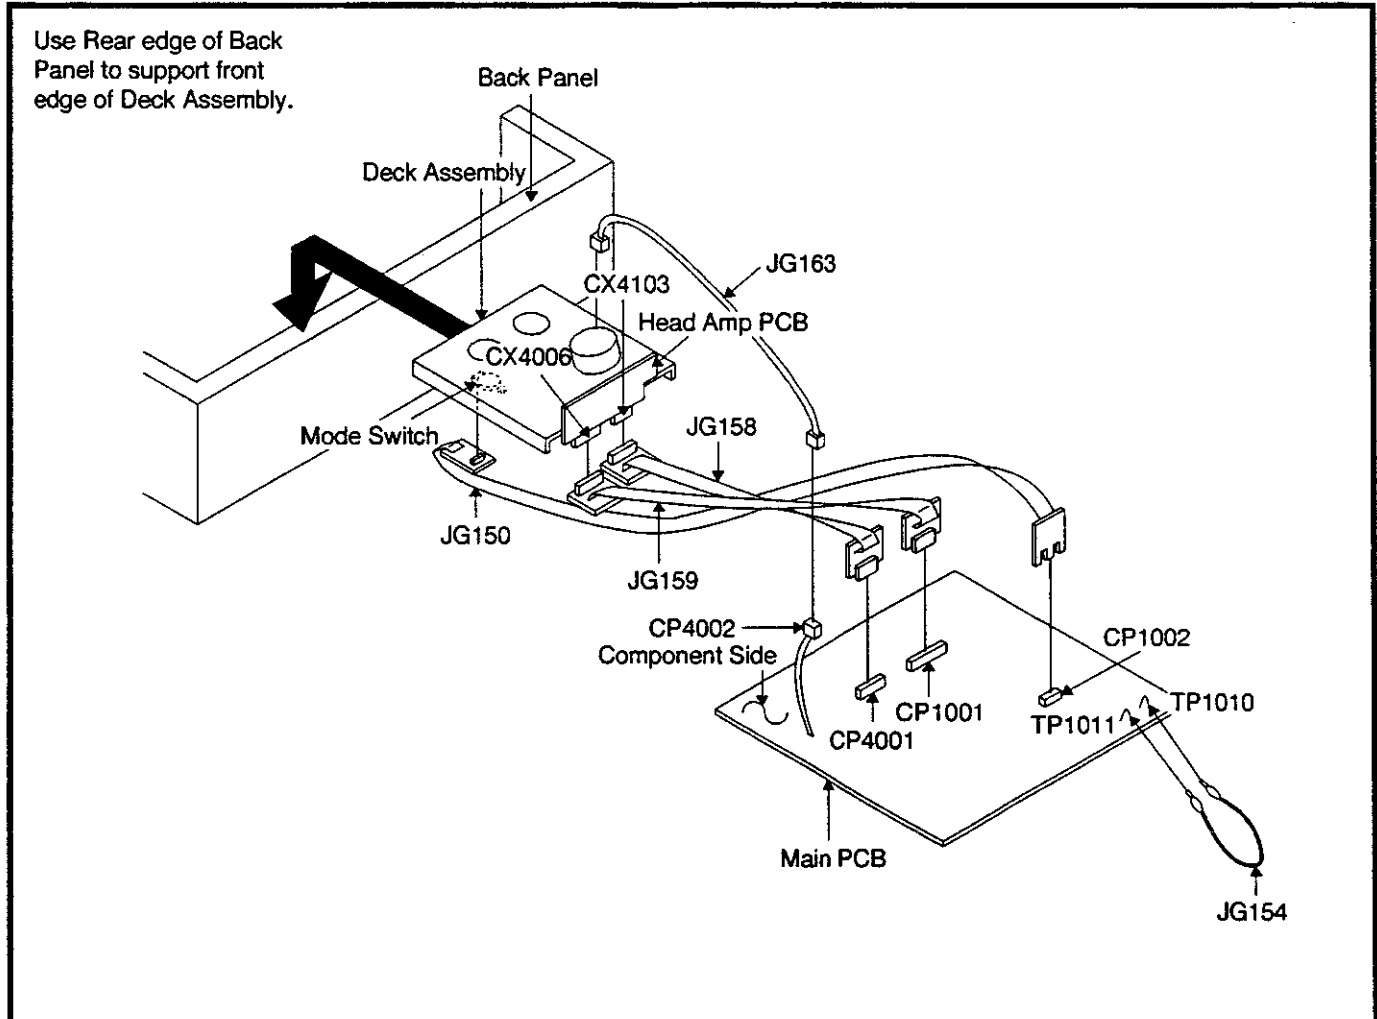 Use Rear edge of Back
Panel to support front
edge of Deck Assembly.
Back Panel
Deck Assembly
JG163
CX4103
Head Amp PCB
CX4006
Mode Switch
JG158
JG150
JG159
CP4002
Component Side
CP1002
TP1010
CP1001
TP1011
CP4001
Main PCB
JG154